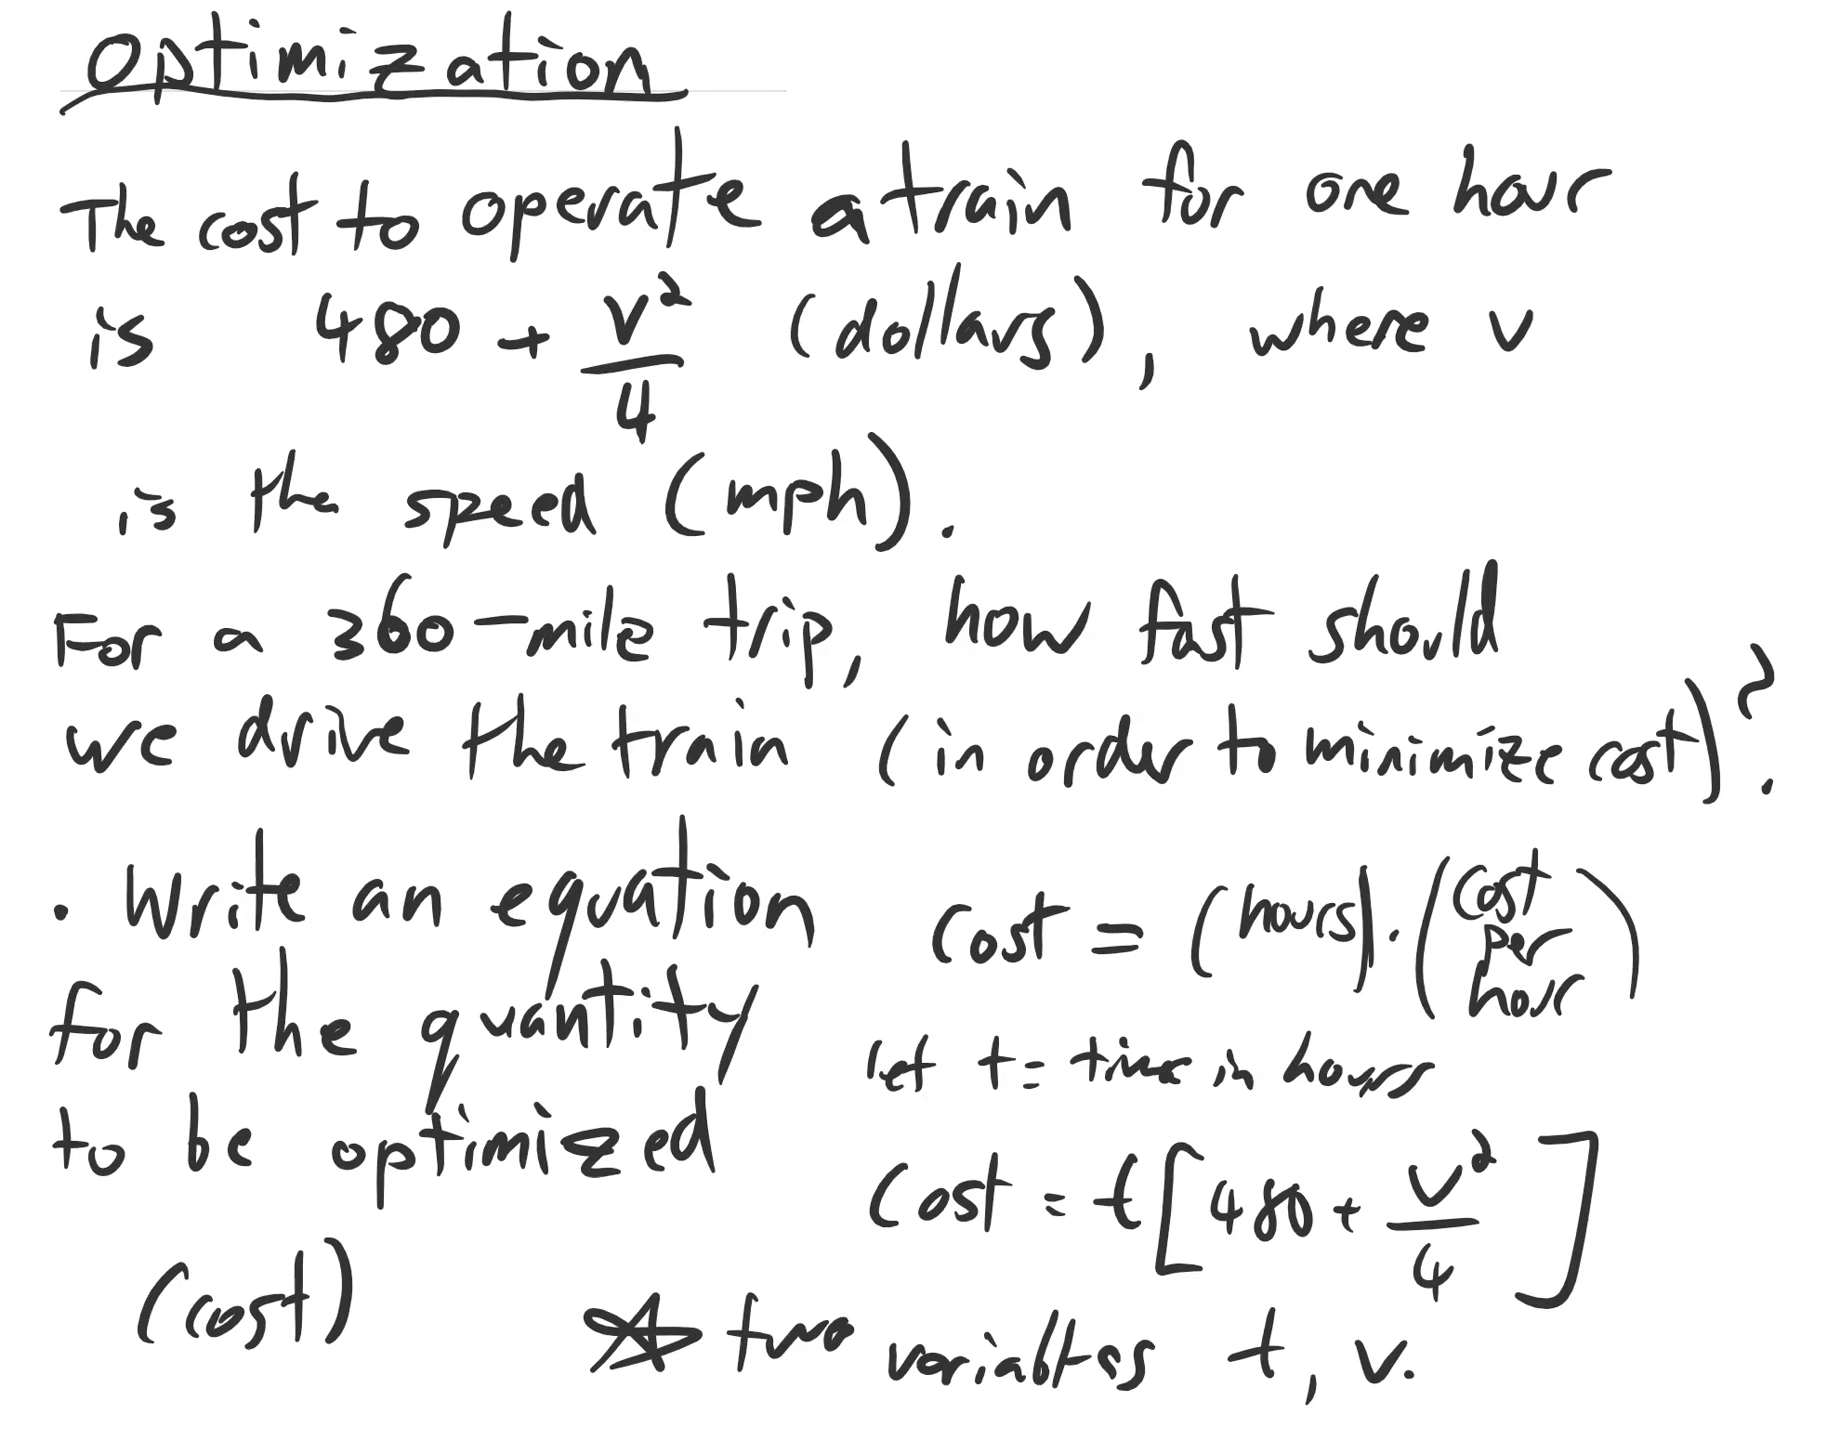 Optimization
The cost to operate a train for one hour
is 480 + v²/4 (dollars), where v
is the speed (mph).
For a 360-mile trip, how fast should
we drive the train (in order to minimize cost)?
• Write an equation
for the quantity
to be optimized
(cost)
Cost = (hours) · (cost per hour)
let t = time in hours
Cost = t[480 + v²/4]
☆ two variables t, v.